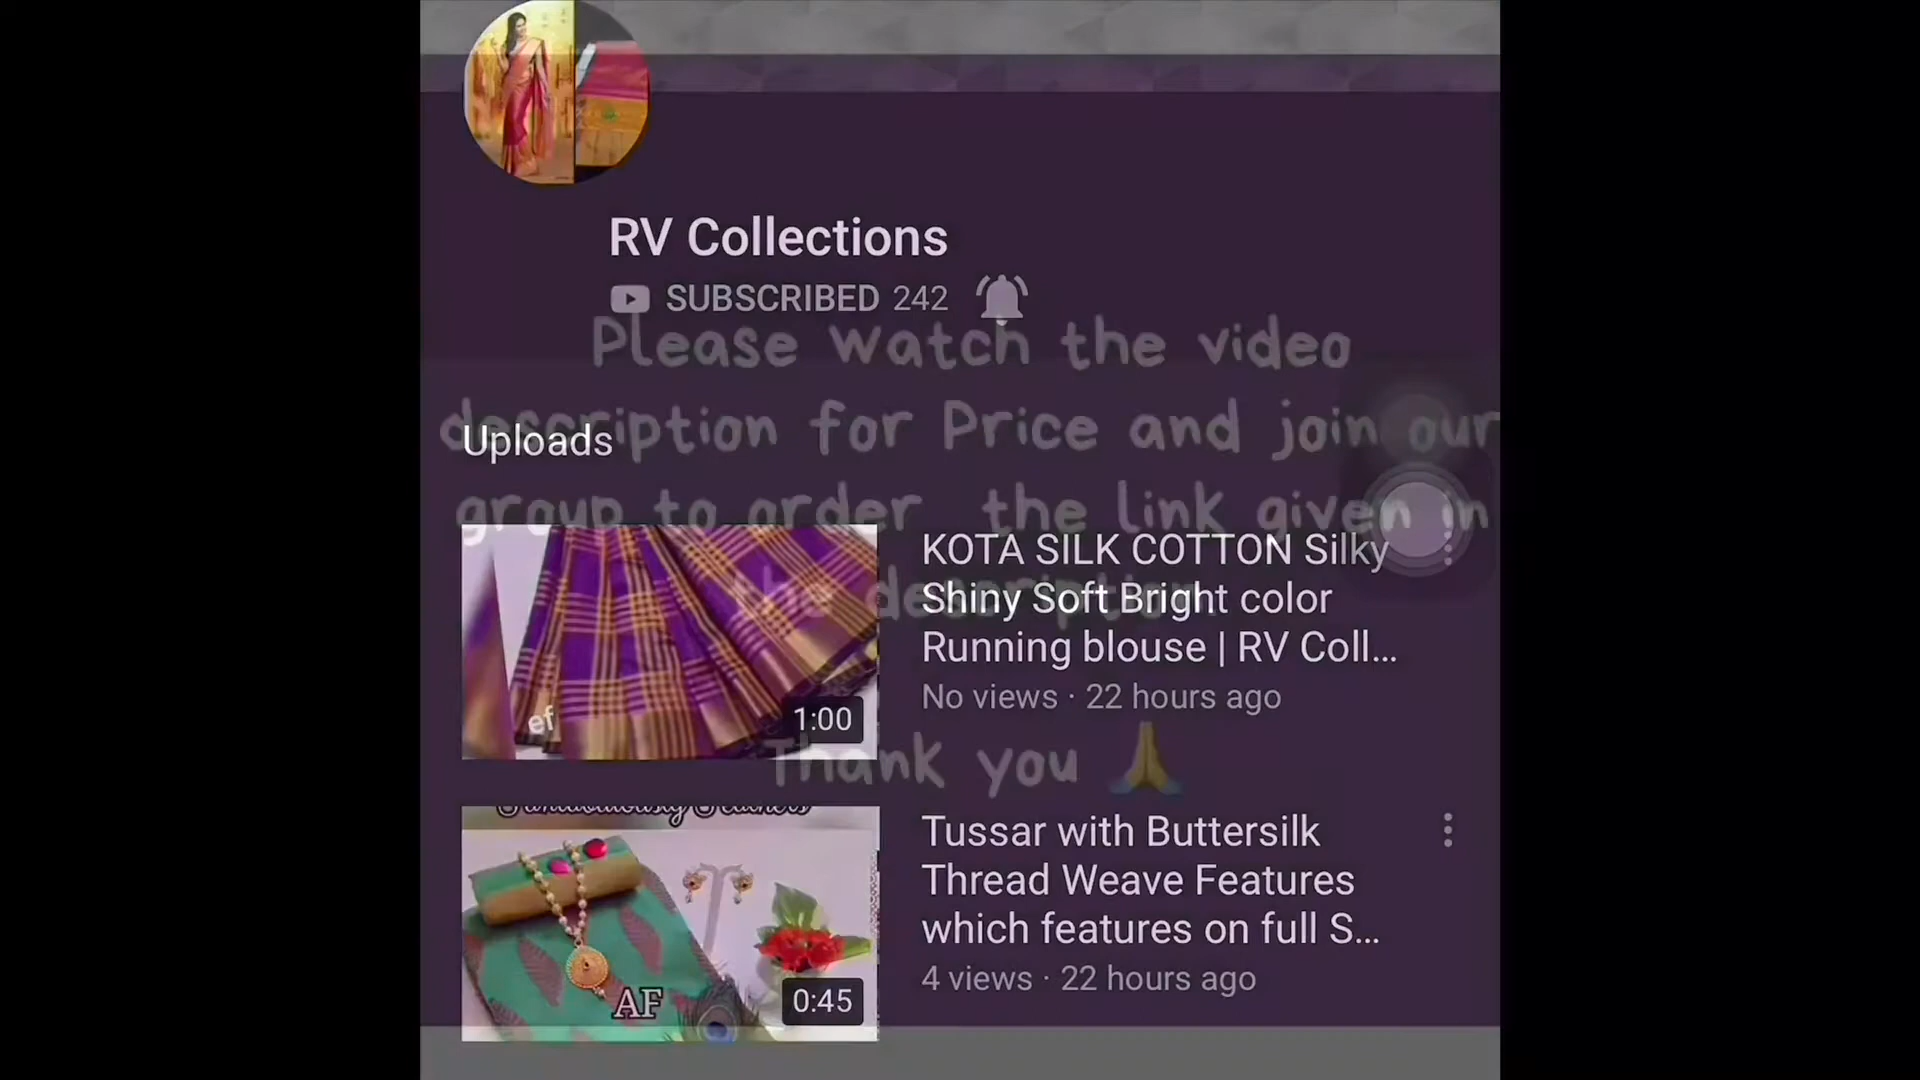 RV Collections
SUBSCRIBED 242
Please watch the video
description for Price and join our
Uploads
group to order the link given in
the description
KOTA SILK COTTON Silky
Shiny Soft Bright color
Running blouse | RV Coll...
No views · 22 hours ago
ef
1:00
Thank you 🙏
Tussar with Buttersilk
Thread Weave Features
which features on full S...
4 views · 22 hours ago
AF
0:45